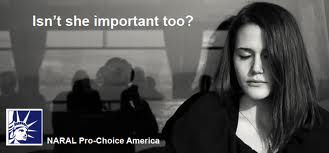 Isn't she important too?
NARAL Pro-Choice America